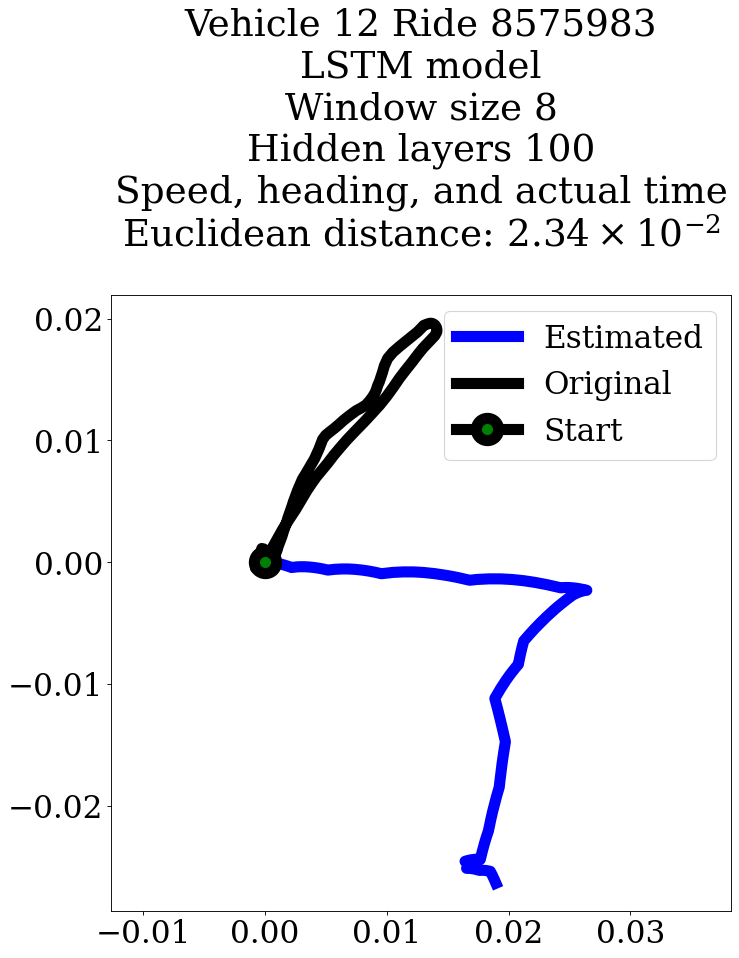 Vehicle 12 Ride 8575983
LSTM model
Window size 8
Hidden layers 100
Speed, heading, and actual time
Euclidean distance: 2.34 × 10⁻²
Estimated
Original
Start
0.02
0.01
0.00
−0.01
−0.02
−0.01 0.00 0.01 0.02 0.03